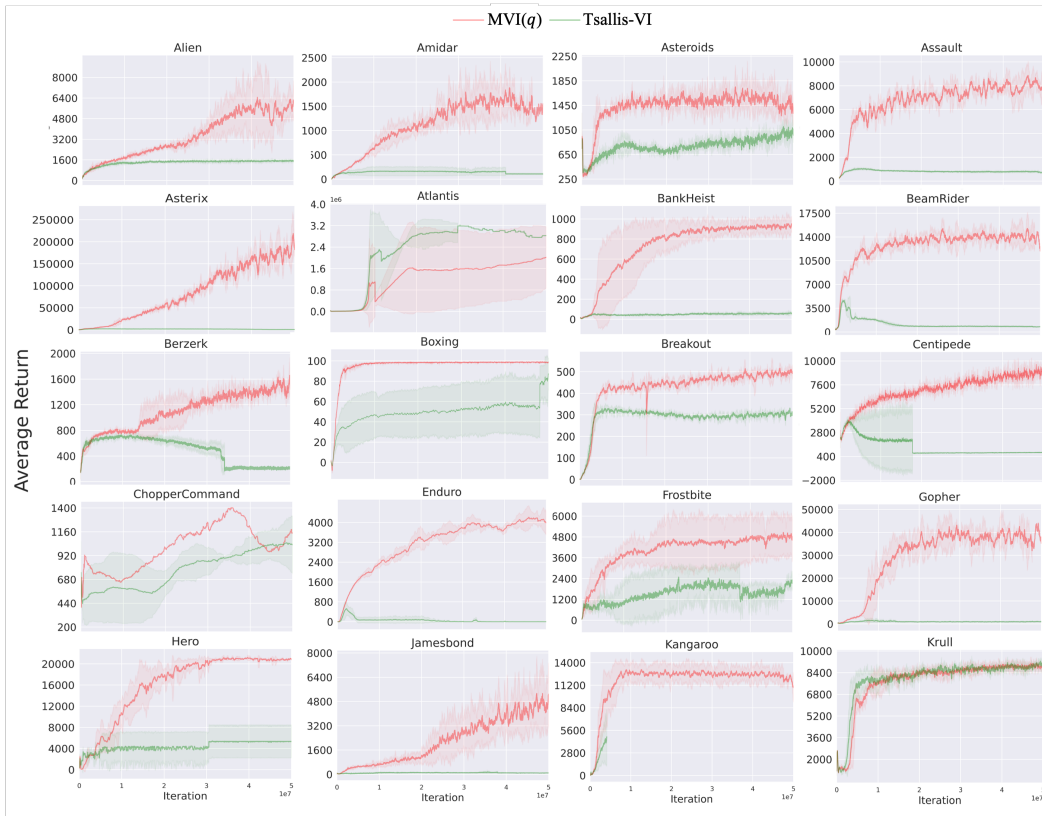 MVI(q) Tsallis-VI
Alien Amidar Asteroids Assault
8000 6400 4800 3200 1600 0
2500 2000 1500 1000 500 0
2250 1850 1450 1050 650 250
10000 8000 6000 4000 2000 0
Asterix Atlantis BankHeist BeamRider
250000 200000 150000 100000 50000 0
1e6
4.0 3.2 2.4 1.6 0.8 0.0
1000 800 600 400 200 0
17500 14000 10500 7000 3500 0
Berzerk Boxing Breakout Centipede
2000 1600 1200 800 400 0
100 80 60 40 20 0
500 400 300 200 100 0
10000 7600 5200 2800 400 −2000
Average Return
ChopperCommand Enduro Frostbite Gopher
1400 1160 920 680 440 200
4000 3200 2400 1600 800 0
6000 4800 3600 2400 1200 0
50000 40000 30000 20000 10000 0
Hero Jamesbond Kangaroo Krull
20000 16000 12000 8000 4000 0
8000 6400 4800 3200 1600 0
14000 11200 8400 5600 2800 0
10000 8400 6800 5200 3600 2000
0 1 2 3 4 5
1e7
Iteration
0 1 2 3 4 5
1e7
Iteration
0 1 2 3 4 5
1e7
Iteration
0 1 2 3 4
Iteration
1e7